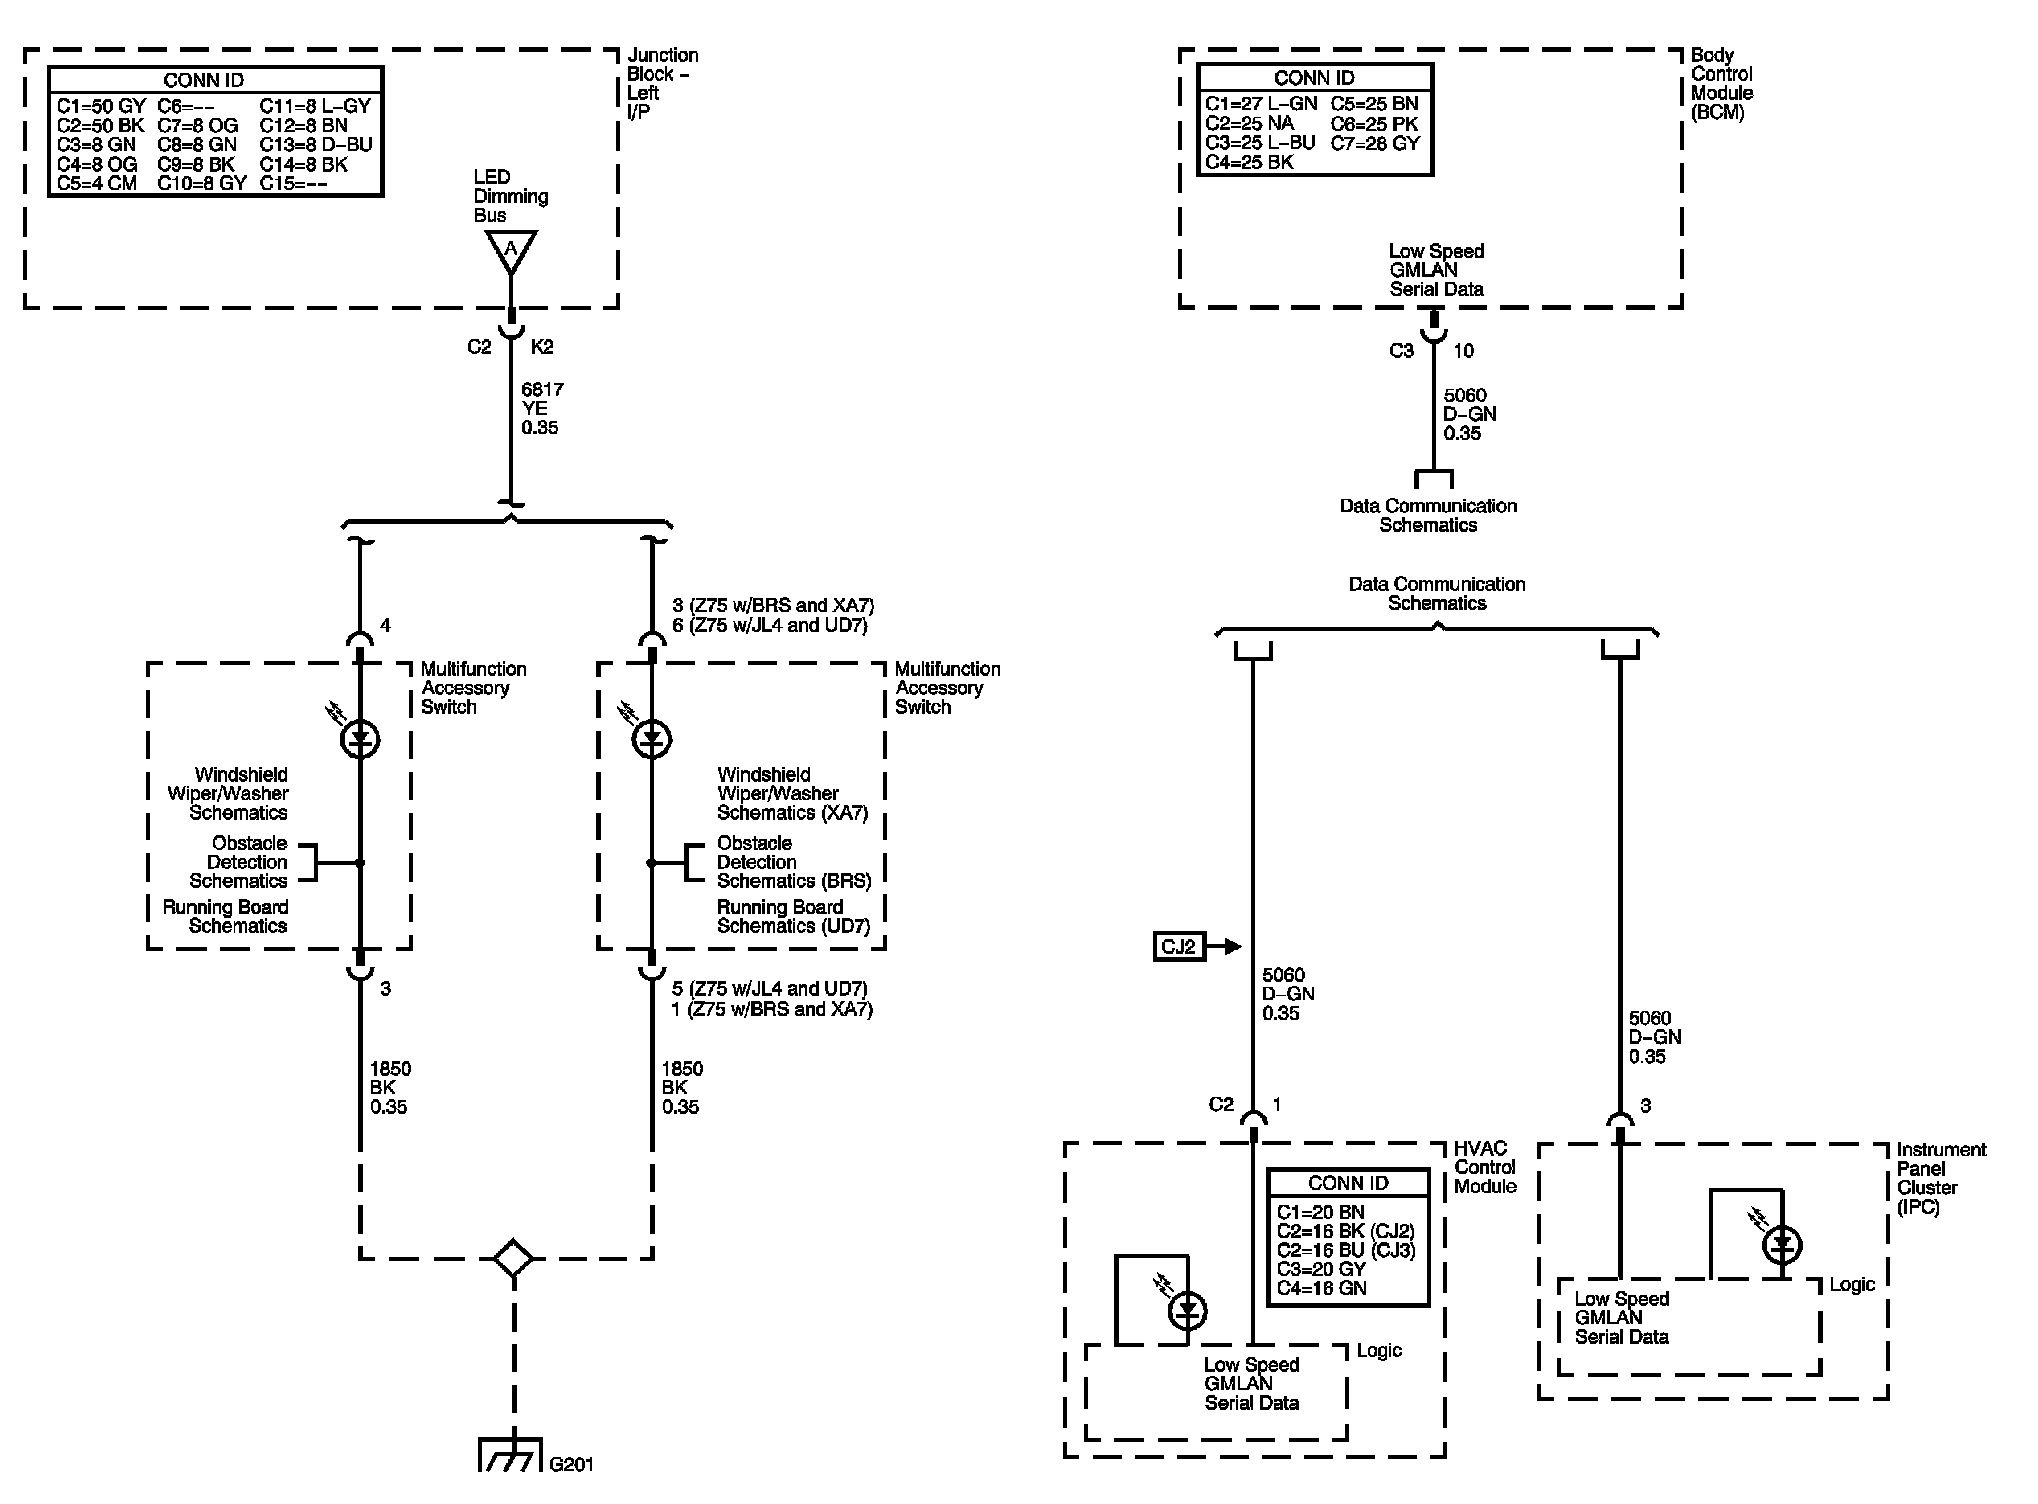 Junction
Block –
Left
I/P
CONN ID
C1=50 GY C6=-- C11=8 L-GY
C2=50 BK C7=8 OG C12=8 BN
C3=8 GN C8=8 GN C13=8 D-BU
C4=8 OG C9=8 BK C14=8 BK
C5=4 CM C10=8 GY C15=--
LED
Dimming
Bus
A
C2 K2
6817
YE
0.35
4
3 (Z75 w/BRS and XA7)
6 (Z75 w/JL4 and UD7)
Multifunction
Accessory
Switch
Windshield
Wiper/Washer
Schematics
Obstacle
Detection
Schematics
Running Board
Schematics
3
1850
BK
0.35
Multifunction
Accessory
Switch
Windshield
Wiper/Washer
Schematics (XA7)
Obstacle
Detection
Schematics (BRS)
Running Board
Schematics (UD7)
5 (Z75 w/JL4 and UD7)
1 (Z75 w/BRS and XA7)
1850
BK
0.35
G201
Body
Control
Module
(BCM)
CONN ID
C1=27 L-GN C5=25 BN
C2=25 NA C6=25 PK
C3=25 L-BU C7=28 GY
C4=25 BK
Low Speed
GMLAN
Serial Data
C3 10
5060
D-GN
0.35
Data Communication
Schematics
Data Communication
Schematics
CJ2
5060
D-GN
0.35
C2 1
HVAC
Control
Module
CONN ID
C1=20 BN
C2=16 BK (CJ2)
C2=16 BU (CJ3)
C3=20 GY
C4=16 GN
Logic
Low Speed
GMLAN
Serial Data
5060
D-GN
0.35
3
Instrument
Panel
Cluster
(IPC)
Logic
Low Speed
GMLAN
Serial Data